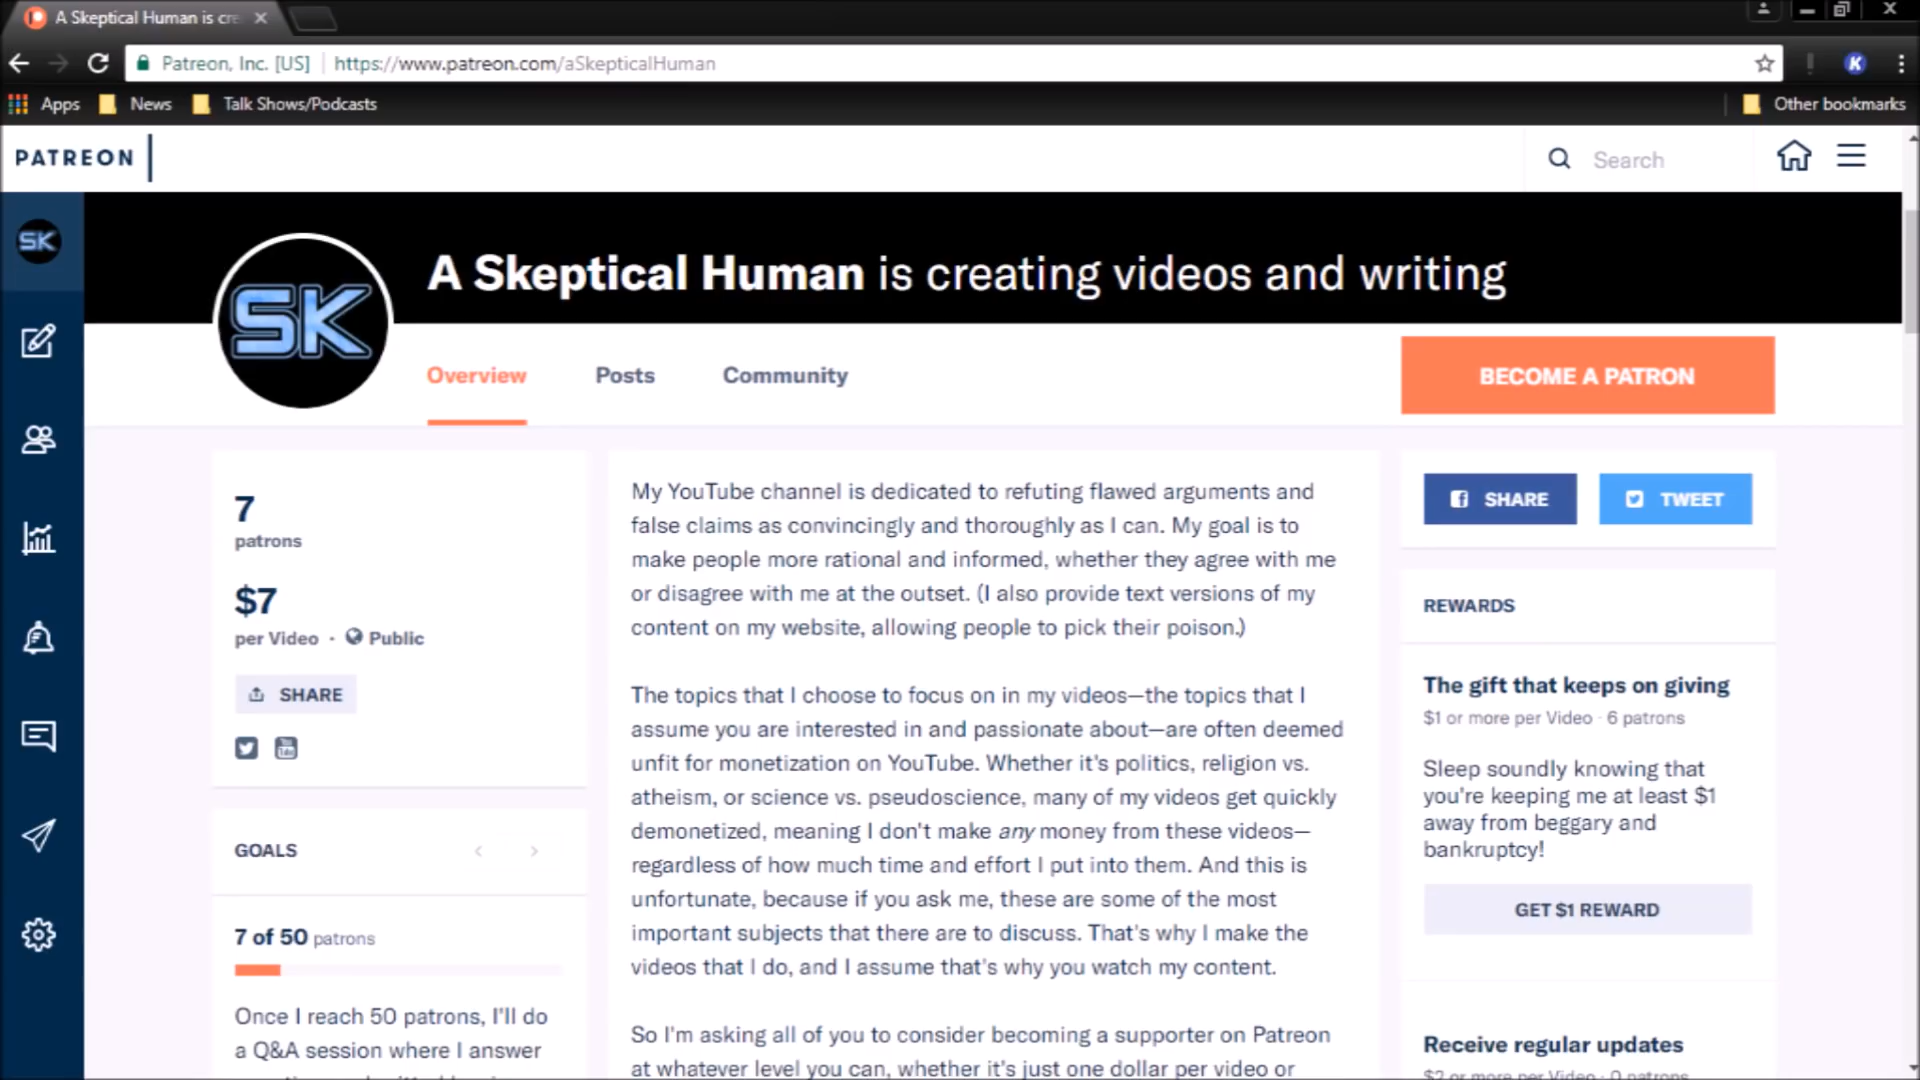 A Skeptical Human is cre
Patreon, Inc. [US]
https://www.patreon.com/aSkepticalHuman
K
Apps
News
Talk Shows/Podcasts
Other bookmarks
PATREON
Search
SK
SK
A Skeptical Human is creating videos and writing
Overview
Posts
Community
BECOME A PATRON
7
patrons
$7
per Video · Public
SHARE
GOALS
7 of 50 patrons
Once I reach 50 patrons, I'll do
a Q&A session where I answer
My YouTube channel is dedicated to refuting flawed arguments and
false claims as convincingly and thoroughly as I can. My goal is to
make people more rational and informed, whether they agree with me
or disagree with me at the outset. (I also provide text versions of my
content on my website, allowing people to pick their poison.)
The topics that I choose to focus on in my videos—the topics that I
assume you are interested in and passionate about—are often deemed
unfit for monetization on YouTube. Whether it's politics, religion vs.
atheism, or science vs. pseudoscience, many of my videos get quickly
demonetized, meaning I don't make any money from these videos—
regardless of how much time and effort I put into them. And this is
unfortunate, because if you ask me, these are some of the most
important subjects that there are to discuss. That's why I make the
videos that I do, and I assume that's why you watch my content.
So I'm asking all of you to consider becoming a supporter on Patreon
at whatever level you can, whether it's just one dollar per video or
SHARE
TWEET
REWARDS
The gift that keeps on giving
$1 or more per Video · 6 patrons
Sleep soundly knowing that
you're keeping me at least $1
away from beggary and
bankruptcy!
GET $1 REWARD
Receive regular updates
$2 or more per Video · 0 patrons